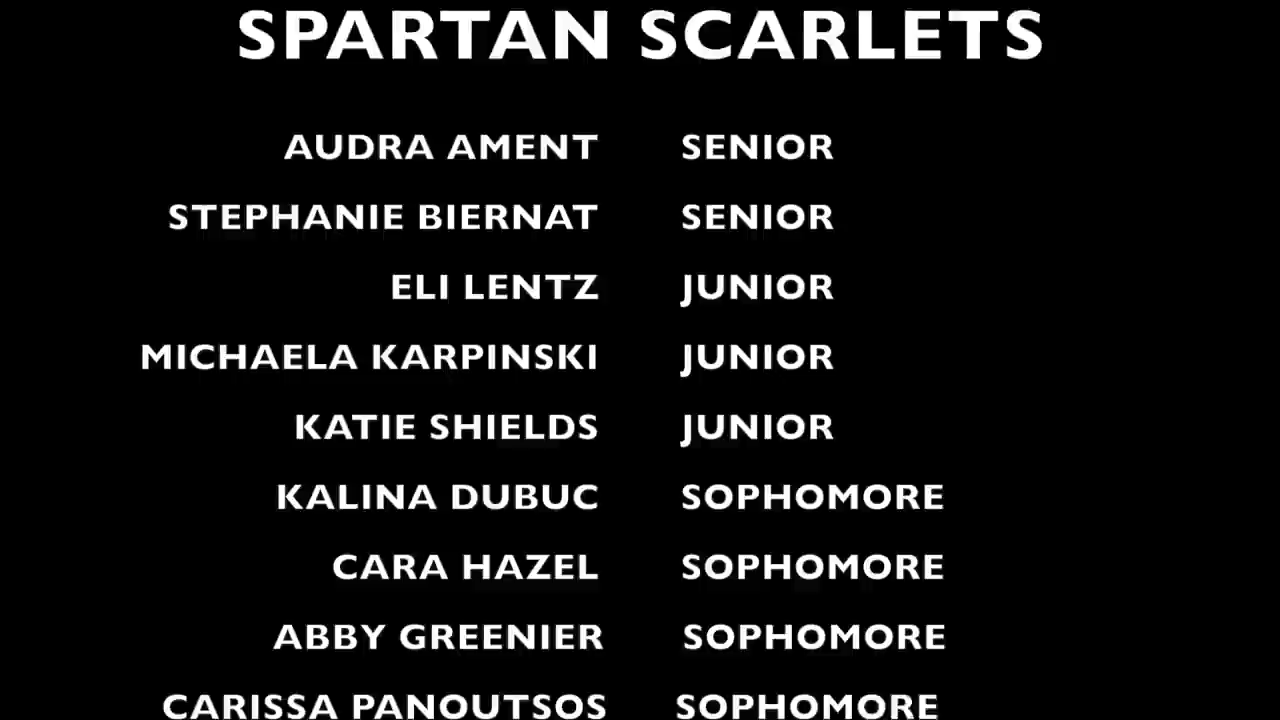 SPARTAN SCARLETS
AUDRA AMENT SENIOR
STEPHANIE BIERNAT SENIOR
ELI LENTZ JUNIOR
MICHAELA KARPINSKI JUNIOR
KATIE SHIELDS JUNIOR
KALINA DUBUC SOPHOMORE
CARA HAZEL SOPHOMORE
ABBY GREENIER SOPHOMORE
CARISSA PANOUTSOS SOPHOMORE